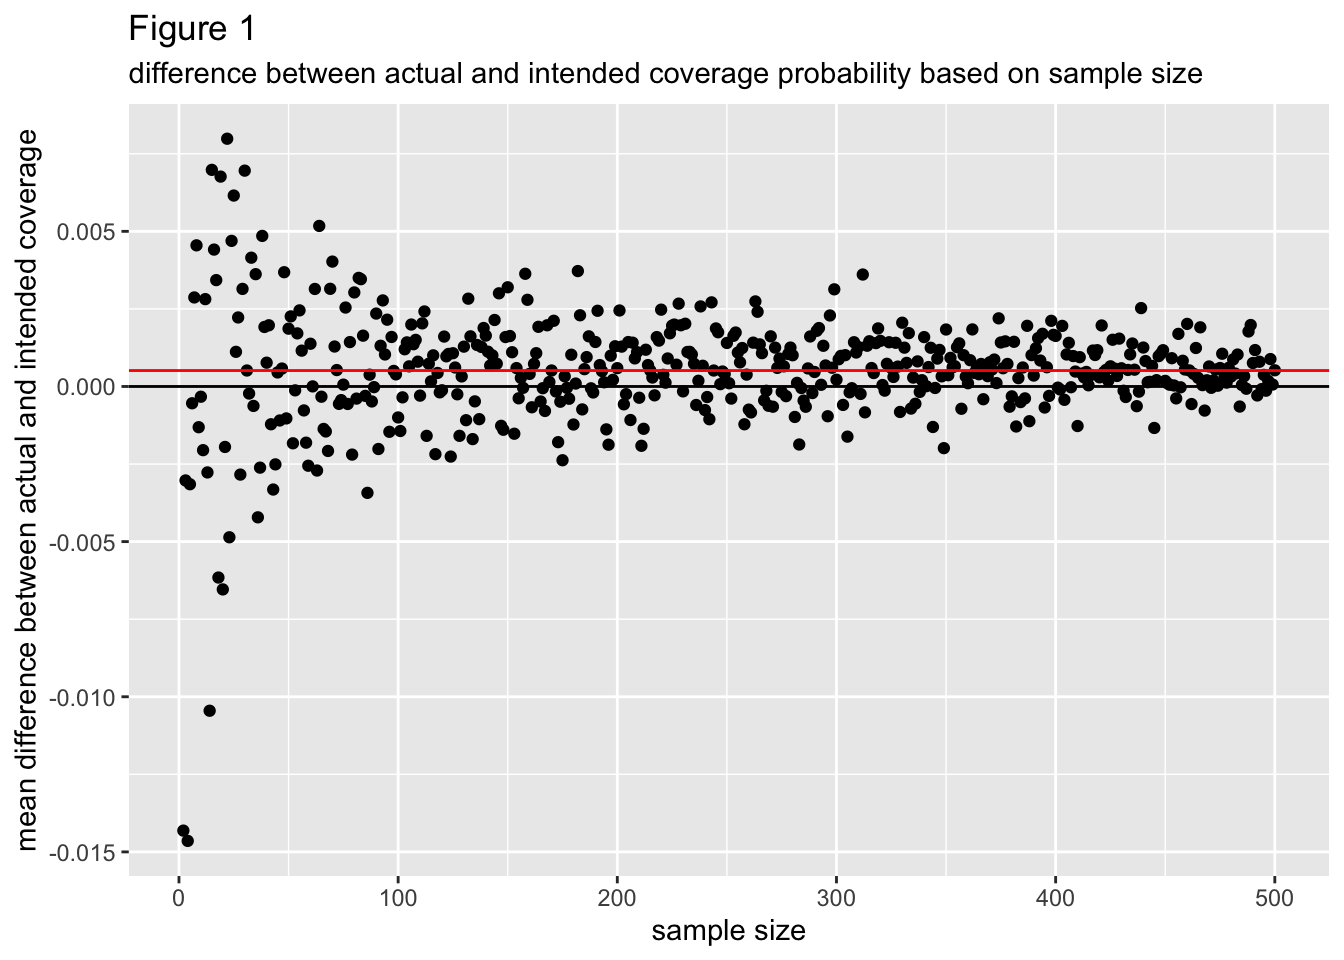 Figure 1
difference between actual and intended coverage probability based on sample size
mean difference between actual and intended coverage
0.005
0.000
-0.005
-0.010
-0.015
0 100 200 300 400 500
sample size